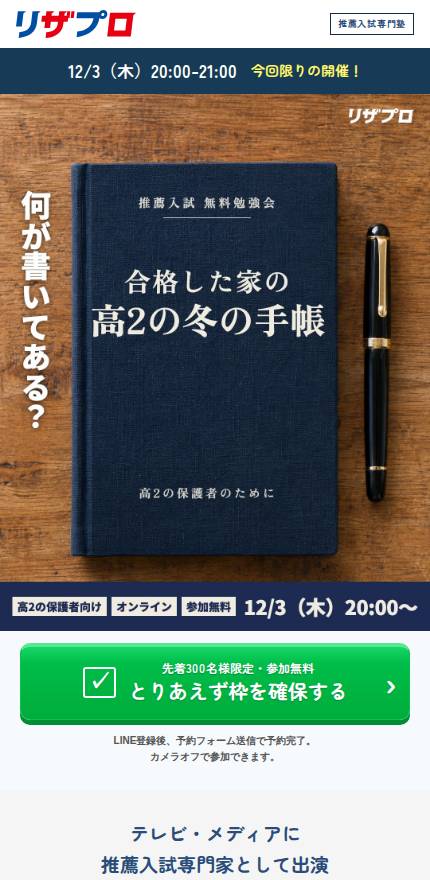 リザプロ
推薦入試専門塾
12/3（木）20:00-21:00 今回限りの開催！
リザプロ
何が書いてある？
推薦入試 無料勉強会
合格した家の
高2の冬の手帳
高2の保護者のために
高2の保護者向け オンライン 参加無料 12/3（木）20:00〜
先着300名様限定・参加無料
とりあえず枠を確保する
LINE登録後、予約フォーム送信で予約完了。
カメラオフで参加できます。
テレビ・メディアに
推薦入試専門家として出演